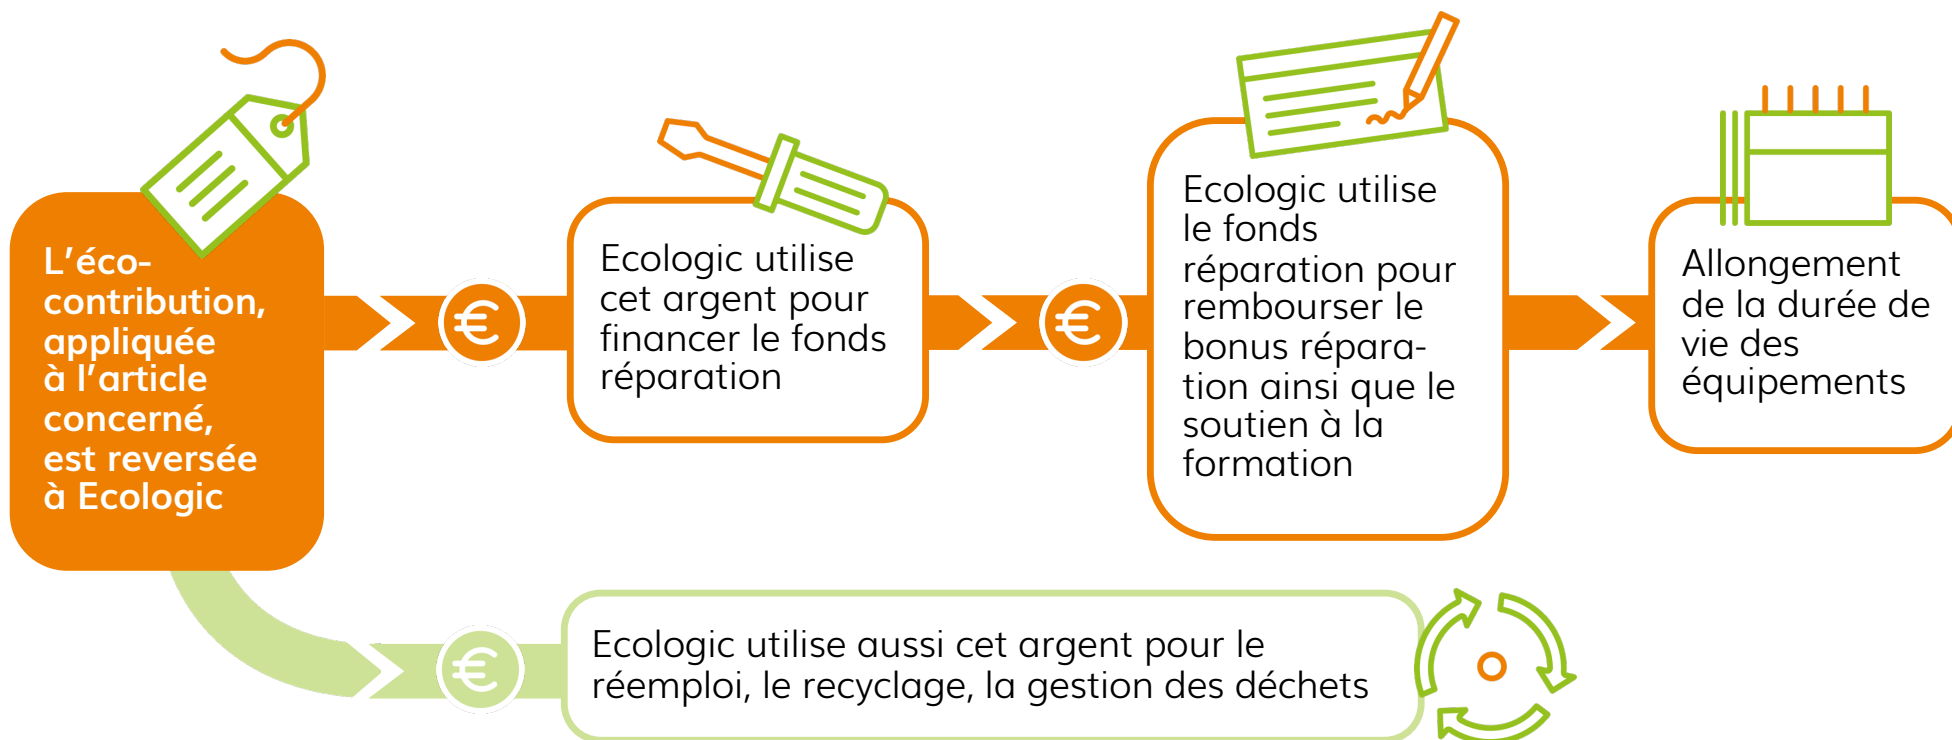 L’éco-
contribution,
appliquée
à l’article
concerné,
est reversée
à Ecologic
€
Ecologic utilise
cet argent pour
financer le fonds
réparation
€
Ecologic utilise
le fonds
réparation pour
rembourser le
bonus répara-
tion ainsi que le
soutien à la
formation
Allongement
de la durée de
vie des
équipements
€
Ecologic utilise aussi cet argent pour le
réemploi, le recyclage, la gestion des déchets